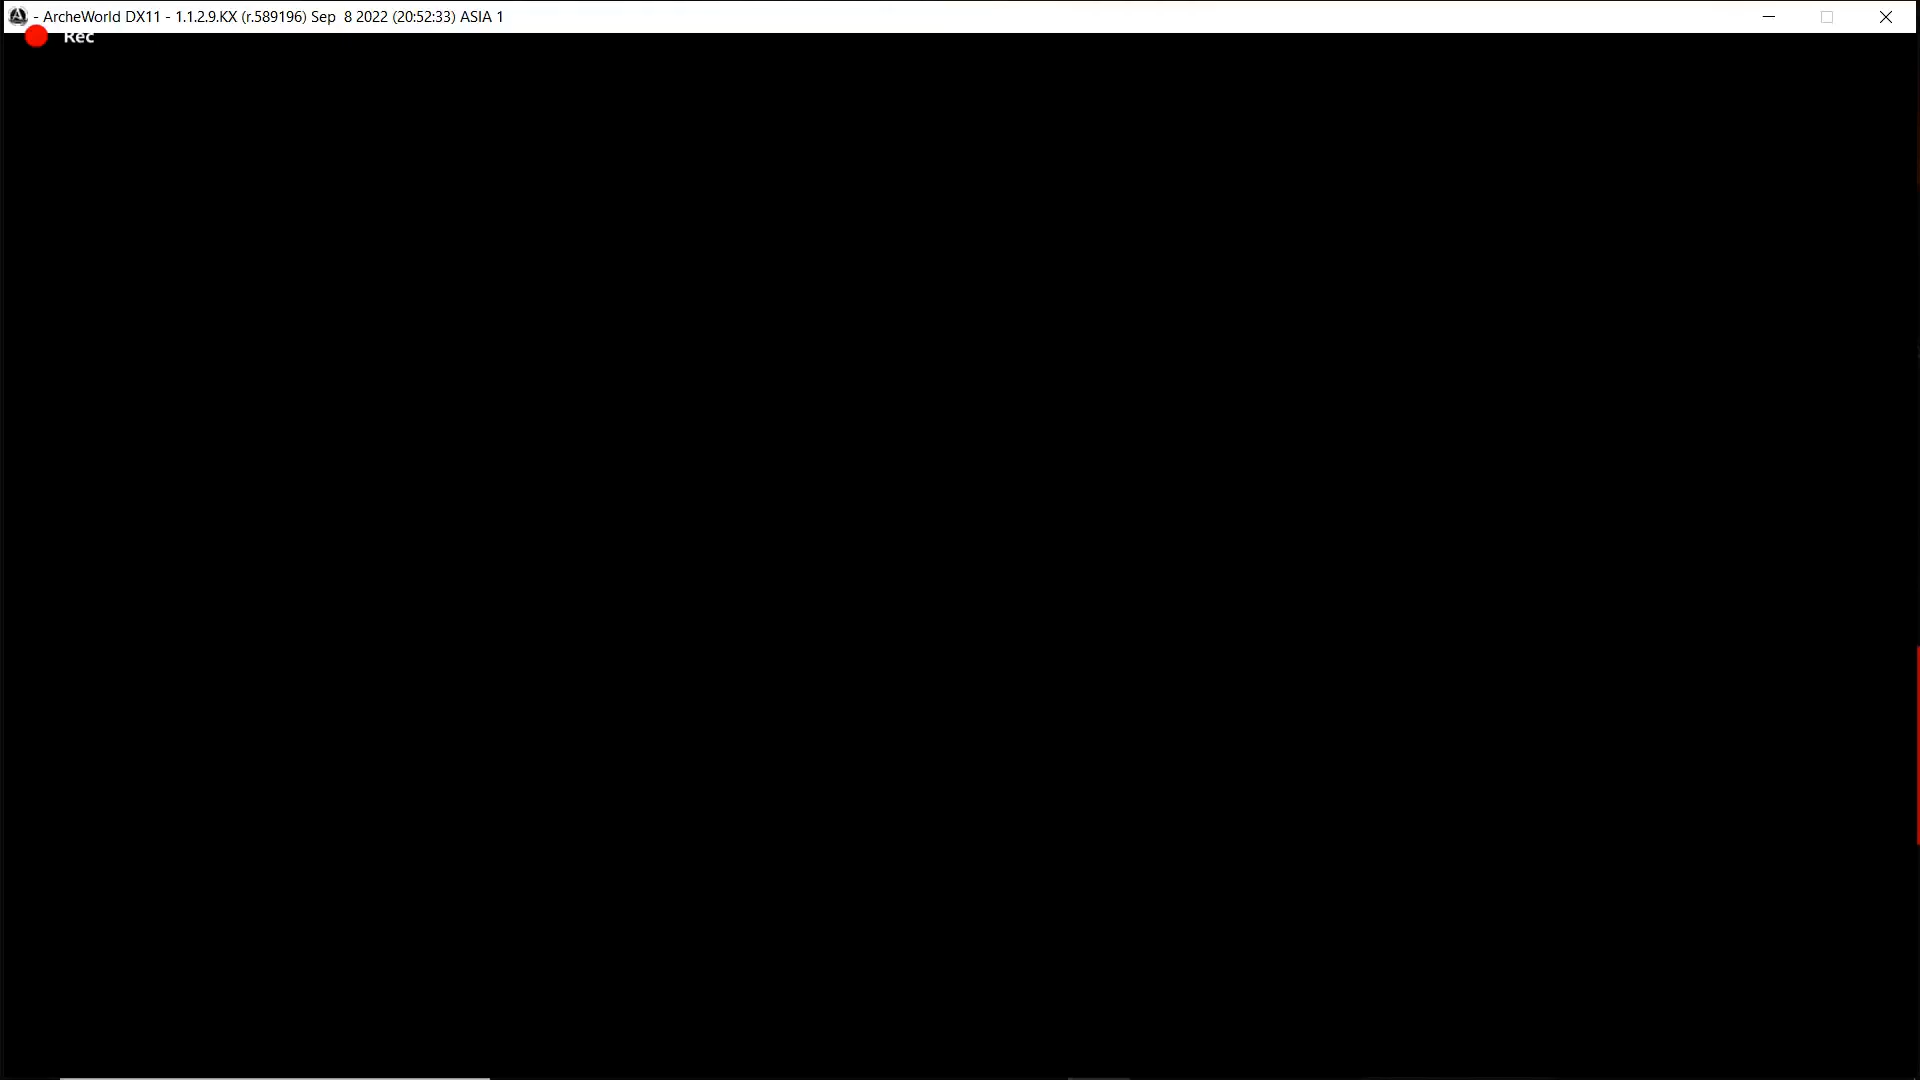 - ArcheWorld DX11 - 1.1.2.9.KX (r.589196) Sep  8 2022 (20:52:33) ASIA 1
Rec